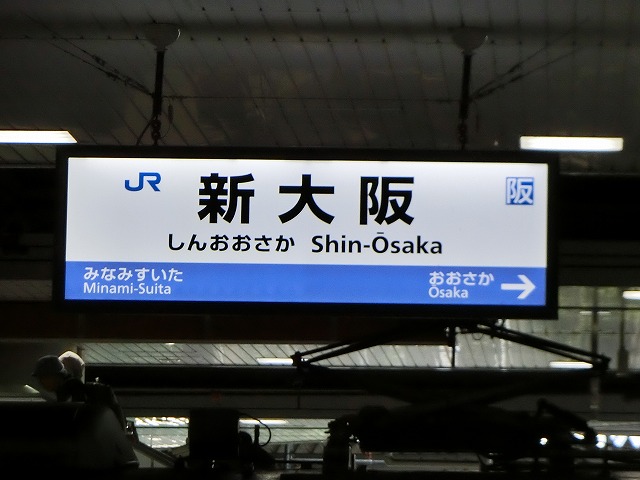 JR
阪
新大阪
しんおおさか Shin-Ōsaka
みなみすいた
Minami-Suita
おおさか
Ōsaka